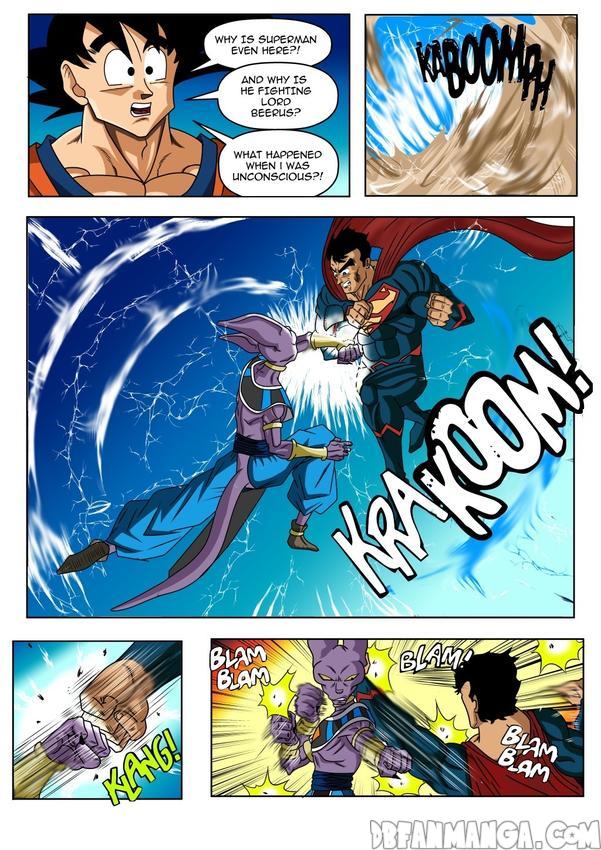 WHY IS SUPERMAN
EVEN HERE?!
AND WHY IS
HE FIGHTING
LORD
BEERUS?
WHAT HAPPENED
WHEN I WAS
UNCONSCIOUS?!
KABOOMPH
KRAKOOM!
KLANG!
BLAM
BLAM
BLAM!
BLAM
BLAM
DBFANMANGA.COM